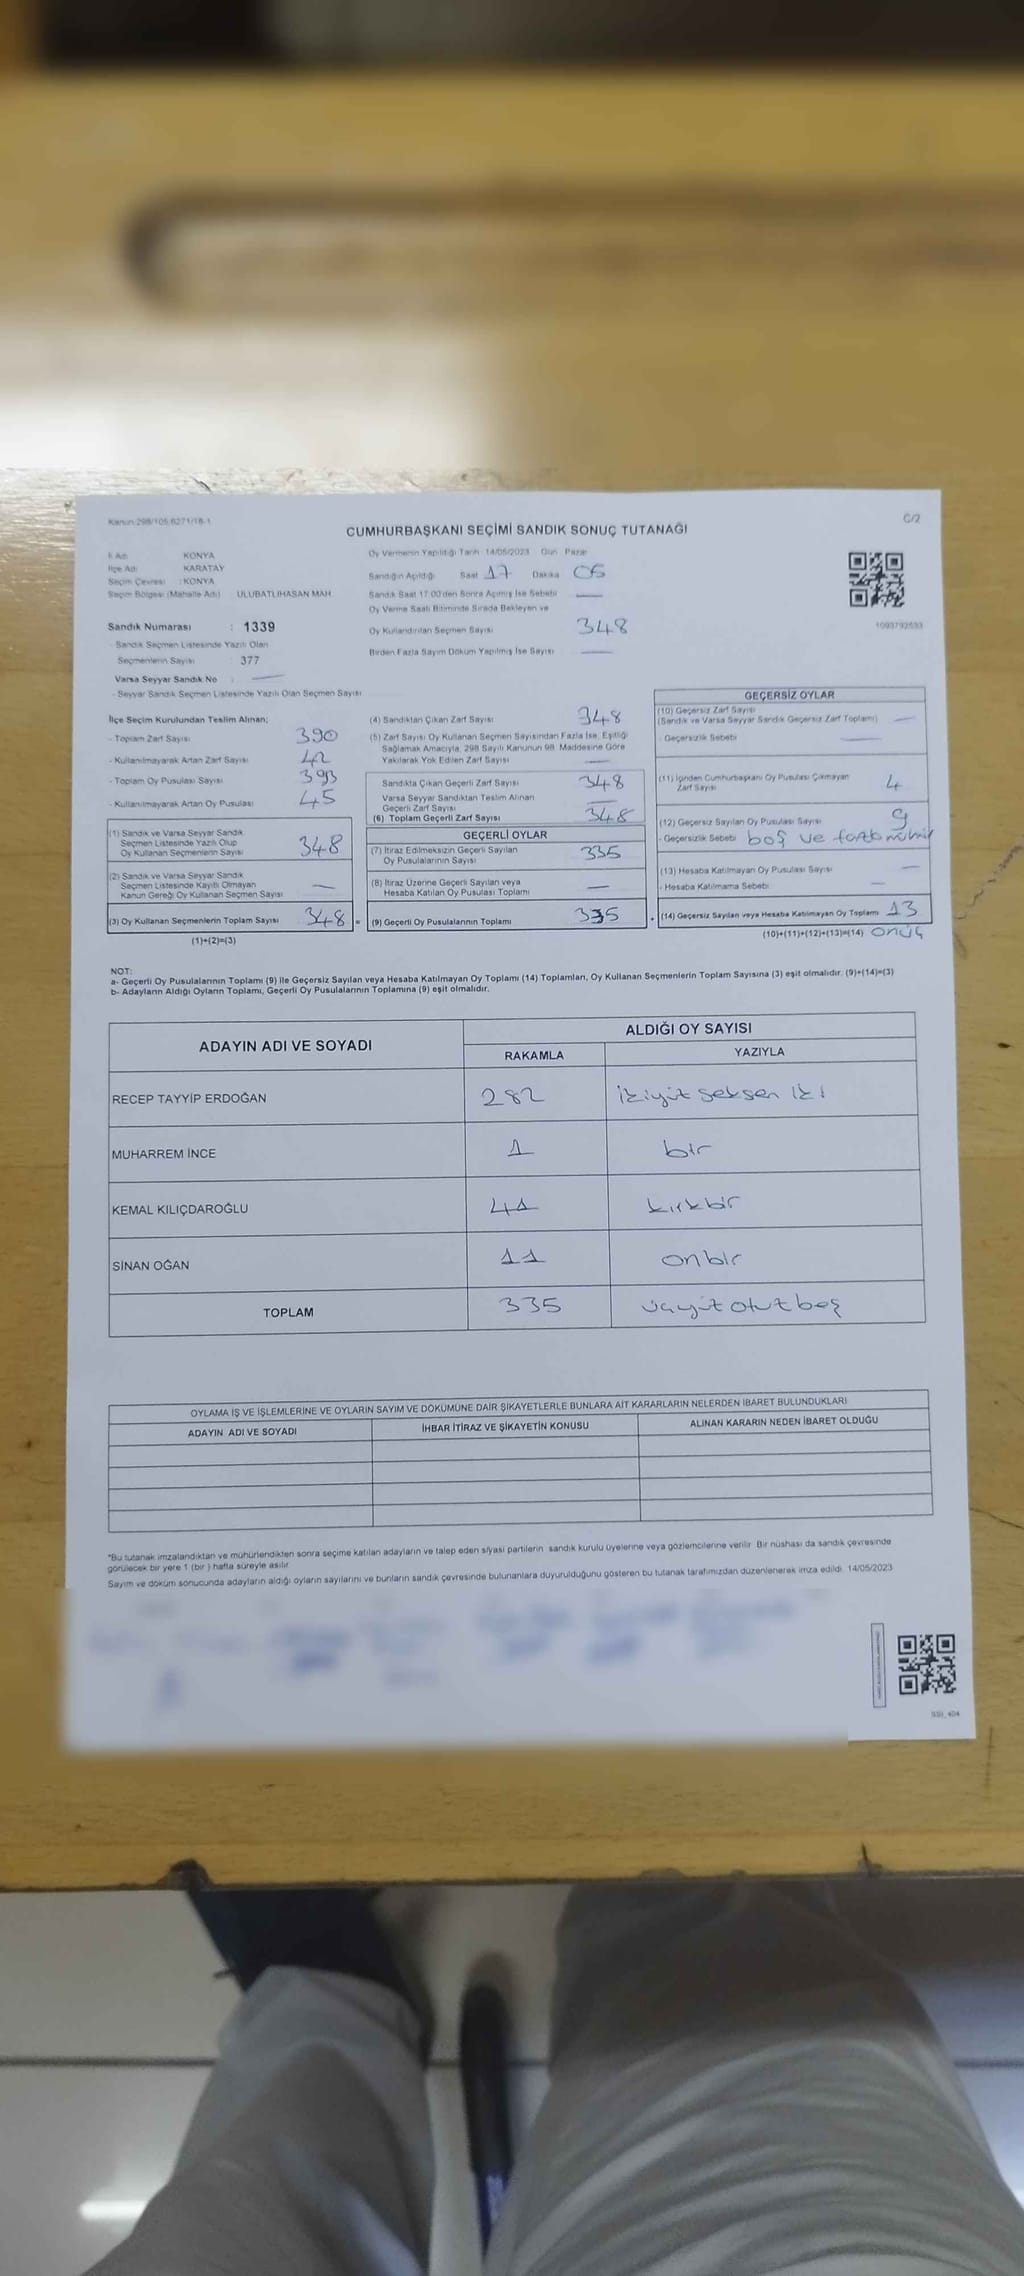 Kanun:298/105,6271/18-1
C/2
CUMHURBAŞKANI SEÇİMİ SANDIK SONUÇ TUTANAĞI
İl Adı : KONYA
İlçe Adı : KARATAY
Seçim Çevresi : KONYA
Seçim Bölgesi (Mahalle Adı) ULUBATLIHASAN MAH.
Sandık Numarası : 1339
- Sandık Seçmen Listesinde Yazılı Olan
Seçmenlerin Sayısı : 377
Varsa Seyyar Sandık No : —
- Seyyar Sandık Seçmen Listesinde Yazılı Olan Seçmen Sayısı
Oy Vermenin Yapıldığı Tarih 14/05/2023 Gün Pazar
Sandığın Açıldığı Saat 17 Dakika 05
Sandık Saat 17:00'den Sonra Açılmış İse Sebebi —
Oy Verme Saati Bitiminde Sırada Bekleyen ve
Oy Kullandırılan Seçmen Sayısı 348
Birden Fazla Sayım Döküm Yapılmış İse Sayısı —
1093792533
İlçe Seçim Kurulundan Teslim Alınan;
- Toplam Zarf Sayısı 390
- Kullanılmayarak Artan Zarf Sayısı 42
- Toplam Oy Pusulası Sayısı 393
- Kullanılmayarak Artan Oy Pusulası 45
(1) Sandık ve Varsa Seyyar Sandık
Seçmen Listesinde Yazılı Olup
Oy Kullanan Seçmenlerin Sayısı 348
(2) Sandık ve Varsa Seyyar Sandık
Seçmen Listesinde Kayıtlı Olmayan
Kanun Gereği Oy Kullanan Seçmen Sayısı —
(3) Oy Kullanan Seçmenlerin Toplam Sayısı 348 =
(1)+(2)=(3)
(4) Sandıktan Çıkan Zarf Sayısı 348
(5) Zarf Sayısı Oy Kullanan Seçmen Sayısından Fazla İse, Eşitliği
Sağlamak Amacıyla, 298 Sayılı Kanunun 98. Maddesine Göre
Yakılarak Yok Edilen Zarf Sayısı —
Sandıkta Çıkan Geçerli Zarf Sayısı 348
Varsa Seyyar Sandıktan Teslim Alınan
Geçerli Zarf Sayısı —
(6) Toplam Geçerli Zarf Sayısı 348
GEÇERLİ OYLAR
(7) İtiraz Edilmeksizin Geçerli Sayılan
Oy Pusulalarının Sayısı 335
(8) İtiraz Üzerine Geçerli Sayılan veya
Hesaba Katılan Oy Pusulası Toplamı —
(9) Geçerli Oy Pusulalarının Toplamı 335 +
GEÇERSİZ OYLAR
(10) Geçersiz Zarf Sayısı
(Sandık ve Varsa Seyyar Sandık Geçersiz Zarf Toplamı) —
- Geçersizlik Sebebi —
(11) İçinden Cumhurbaşkanı Oy Pusulası Çıkmayan
Zarf Sayısı 4
(12) Geçersiz Sayılan Oy Pusulası Sayısı 9
- Geçersizlik Sebebi boş ve fazla mühür
(13) Hesaba Katılmayan Oy Pusulası Sayısı —
- Hesaba Katılmama Sebebi —
(14) Geçersiz Sayılan veya Hesaba Katılmayan Oy Toplamı 13
(10)+(11)+(12)+(13)=(14) onüç
NOT:
a- Geçerli Oy Pusulalarının Toplamı (9) ile Geçersiz Sayılan veya Hesaba Katılmayan Oy Toplamı (14) Toplamları, Oy Kullanan Seçmenlerin Toplam Sayısına (3) eşit olmalıdır. (9)+(14)=(3)
b- Adayların Aldığı Oyların Toplamı, Geçerli Oy Pusulalarının Toplamına (9) eşit olmalıdır.
ADAYIN ADI VE SOYADI
ALDIĞI OY SAYISI
RAKAMLA YAZIYLA
RECEP TAYYİP ERDOĞAN 282 ikiyüt seksen iki
MUHARREM İNCE 1 bir
KEMAL KILIÇDAROĞLU 41 kırkbir
SİNAN OĞAN 11 onbir
TOPLAM 335 üçyüt otuz beş
OYLAMA İŞ VE İŞLEMLERİNE VE OYLARIN SAYIM VE DÖKÜMÜNE DAİR ŞİKAYETLERLE BUNLARA AİT KARARLARIN NELERDEN İBARET BULUNDUKLARI
ADAYIN ADI VE SOYADI İHBAR İTİRAZ VE ŞİKAYETİN KONUSU ALINAN KARARIN NEDEN İBARET OLDUĞU
*Bu tutanak imzalandıktan ve mühürlendikten sonra seçime katılan adayların ve talep eden siyasi partilerin sandık kurulu üyelerine veya gözlemcilerine verilir. Bir nüshası da sandık çevresinde
görülecek bir yere 1 (bir ) hafta süreyle asılır.
Sayım ve döküm sonucunda adayların aldığı oyların sayılarını ve bunların sandık çevresinde bulunanlara duyurulduğunu gösteren bu tutanak tarafımızdan düzenlenerek imza edildi. 14/05/2023